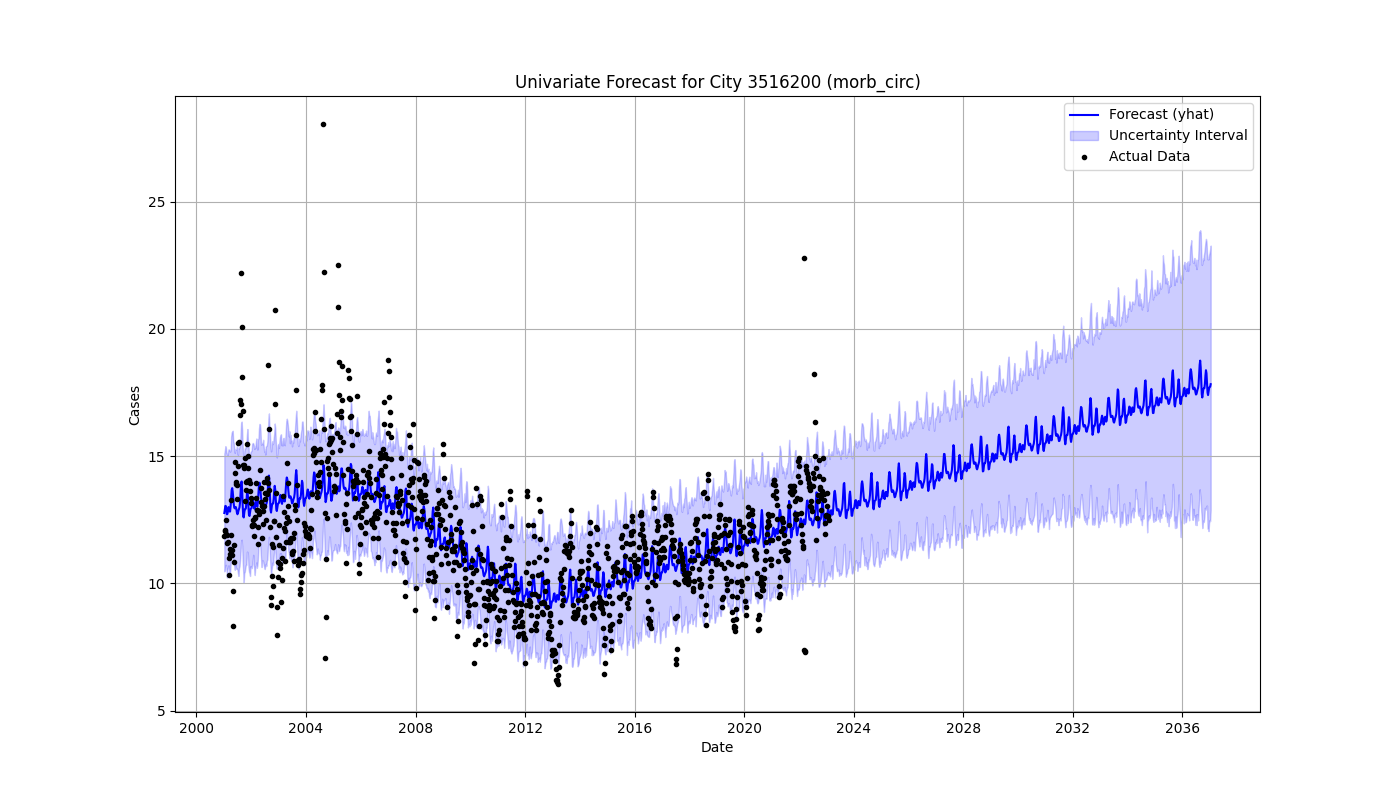 Univariate Forecast for City 3516200 (morb_circ)
Forecast (yhat)
Uncertainty Interval
Actual Data
Cases
25
20
15
10
5
2000 2004 2008 2012 2016 2020 2024 2028 2032 2036
Date